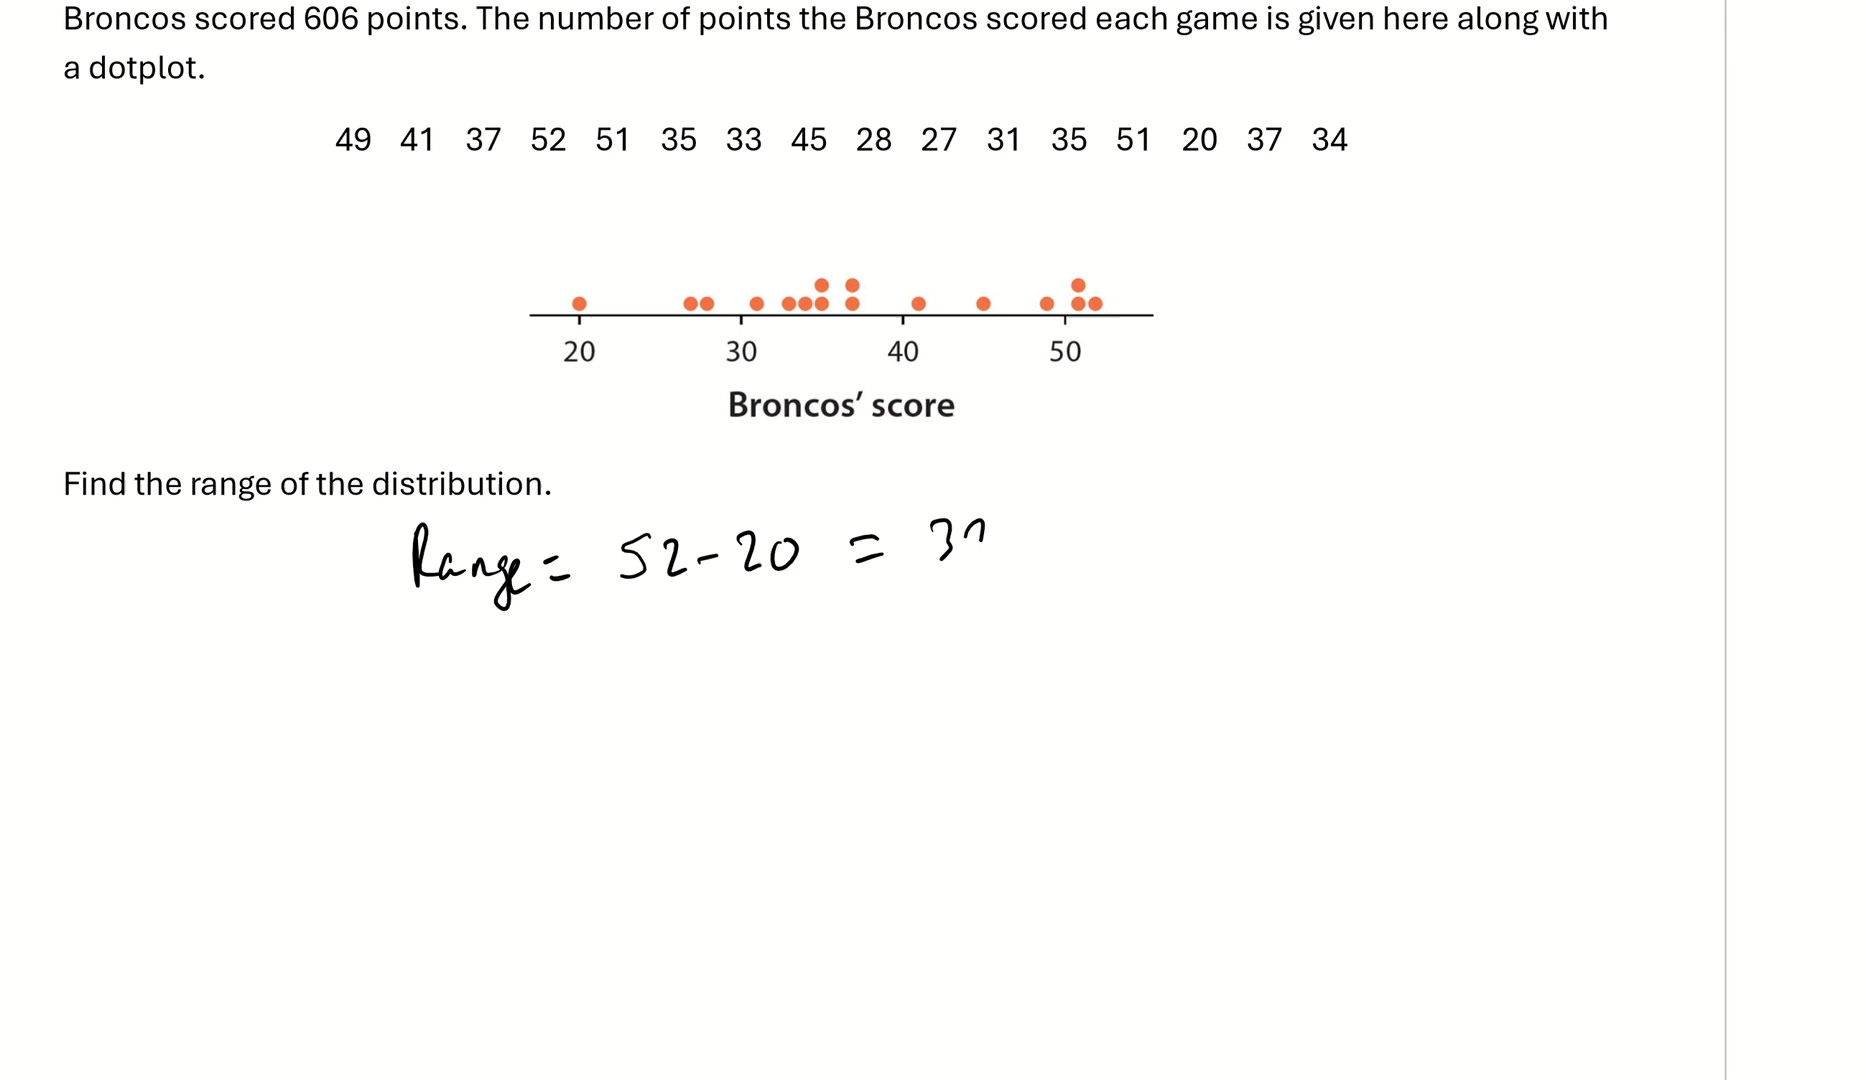 Broncos scored 606 points. The number of points the Broncos scored each game is given here along with
a dotplot.
49 41 37 52 51 35 33 45 28 27 31 35 51 20 37 34
20 30 40 50
Broncos’ score
Find the range of the distribution.
Range = 52-20 =